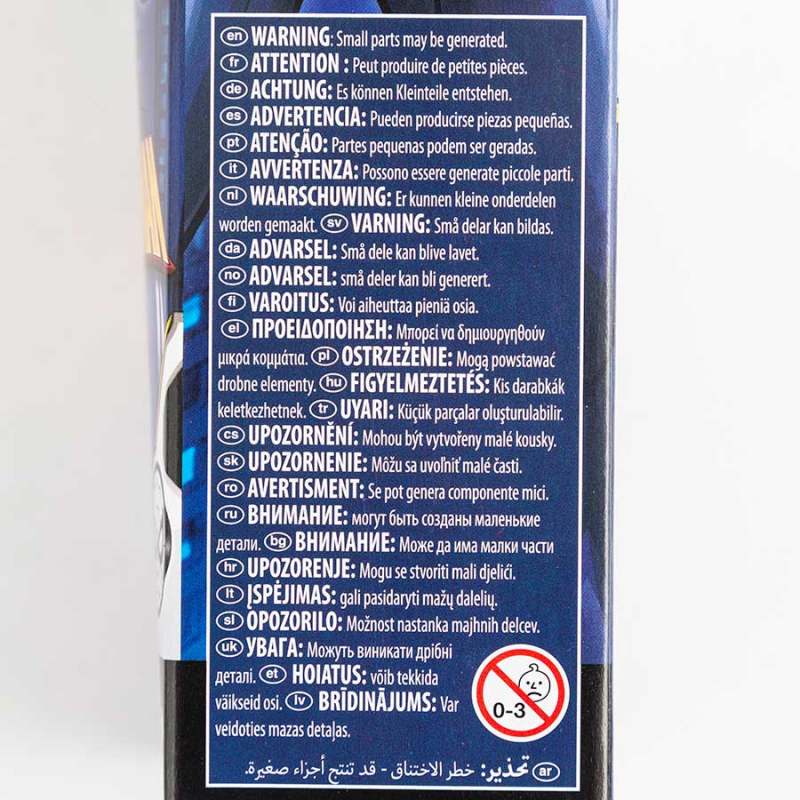 en WARNING: Small parts may be generated.
fr ATTENTION : Peut produire de petites pièces.
de ACHTUNG: Es können Kleinteile entstehen.
es ADVERTENCIA: Pueden producirse piezas pequeñas.
pt ATENÇÃO: Partes pequenas podem ser geradas.
it AVVERTENZA: Possono essere generate piccole parti.
nl WAARSCHUWING: Er kunnen kleine onderdelen
worden gemaakt. sv VARNING: Små delar kan bildas.
da ADVARSEL: Små dele kan blive lavet.
no ADVARSEL: små deler kan bli generert.
fi VAROITUS: Voi aiheuttaa pieniä osia.
el ΠΡΟΕΙΔΟΠΟΙΗΣΗ: Μπορεί να δημιουργηθούν
μικρά κομμάτια. pl OSTRZEŻENIE: Mogą powstawać
drobne elementy. hu FIGYELMEZTETÉS: Kis darabkák
keletkezhetnek. tr UYARI: Küçük parçalar oluşturulabilir.
cs UPOZORNĚNÍ: Mohou být vytvořeny malé kousky.
sk UPOZORNENIE: Môžu sa uvoľniť malé časti.
ro AVERTISMENT: Se pot genera componente mici.
ru ВНИМАНИЕ: могут быть созданы маленькие
детали. bg ВНИМАНИЕ: Може да има малки части
hr UPOZORENJE: Mogu se stvoriti mali djelići.
lt ĮSPĖJIMAS: gali pasidaryti mažų dalelių.
sl OPOZORILO: Možnost nastanka majhnih delcev.
uk УВАГА: Можуть виникати дрібні
деталі. et HOIATUS: võib tekkida
väikseid osi. lv BRĪDINĀJUMS: Var
veidoties mazas detaļas.
0-3
ar تحذير: خطر الاختناق - قد تنتج أجزاء صغيرة.